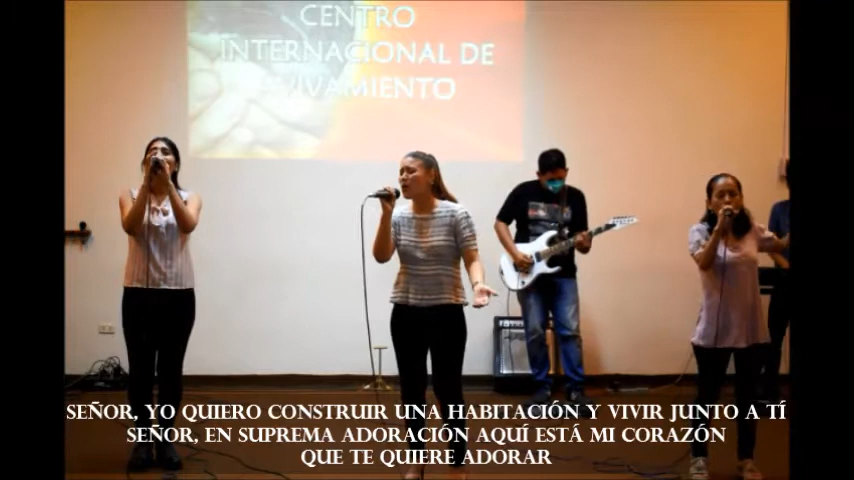 CENTRO
INTERNACIONAL DE
AVIVAMIENTO
SEÑOR, YO QUIERO CONSTRUIR UNA HABITACIÓN Y VIVIR JUNTO A TÍ
SEÑOR, EN SUPREMA ADORACIÓN AQUÍ ESTÁ MI CORAZÓN
QUE TE QUIERE ADORAR